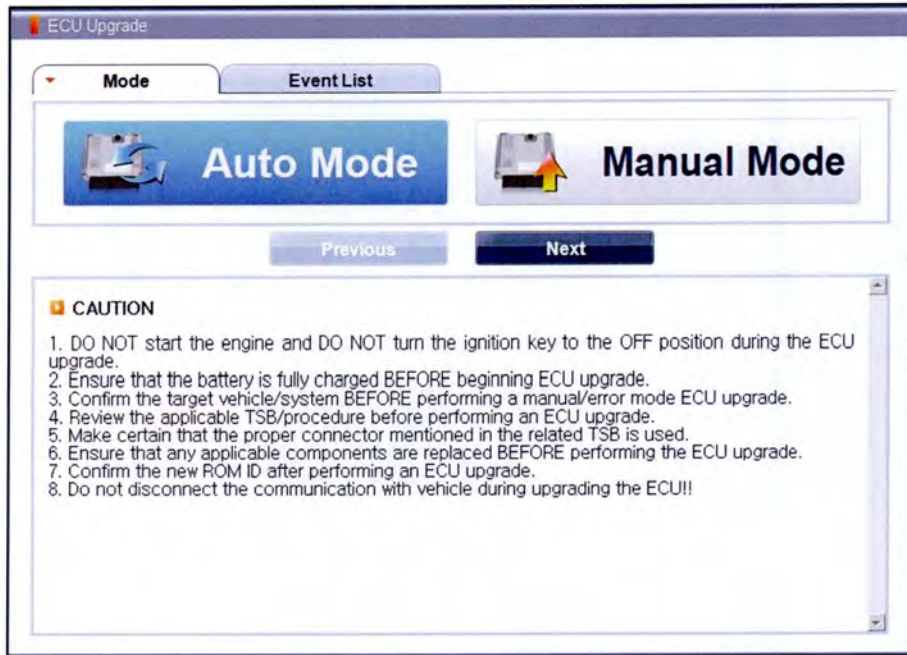 ECU Upgrade
Mode
Event List
Auto Mode
Manual Mode
Previous
Next
CAUTION
1. DO NOT start the engine and DO NOT turn the ignition key to the OFF position during the ECU
upgrade.
2. Ensure that the battery is fully charged BEFORE beginning ECU upgrade.
3. Confirm the target vehicle/system BEFORE performing a manual/error mode ECU upgrade.
4. Review the applicable TSB/procedure before performing an ECU upgrade.
5. Make certain that the proper connector mentioned in the related TSB is used.
6. Ensure that any applicable components are replaced BEFORE performing the ECU upgrade.
7. Confirm the new ROM ID after performing an ECU upgrade.
8. Do not disconnect the communication with vehicle during upgrading the ECU!!